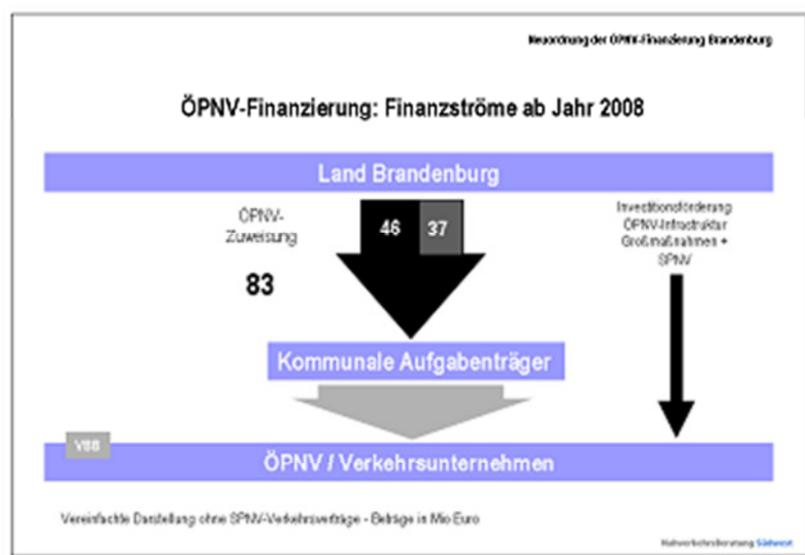 Neuordnung der ÖPNV-Finanzierung Brandenburg
ÖPNV-Finanzierung: Finanzströme ab Jahr 2008
Land Brandenburg
ÖPNV-
Zuweisung
83
46 37
Investitionsförderung
ÖPNV-Infrastruktur
Großmaßnahmen +
SPNV
Kommunale Aufgabenträger
VBB
ÖPNV / Verkehrsunternehmen
Vereinfachte Darstellung ohne SPNV-Verkehrsverträge - Beträge in Mio Euro
NahverkehrsBeratung Südwest